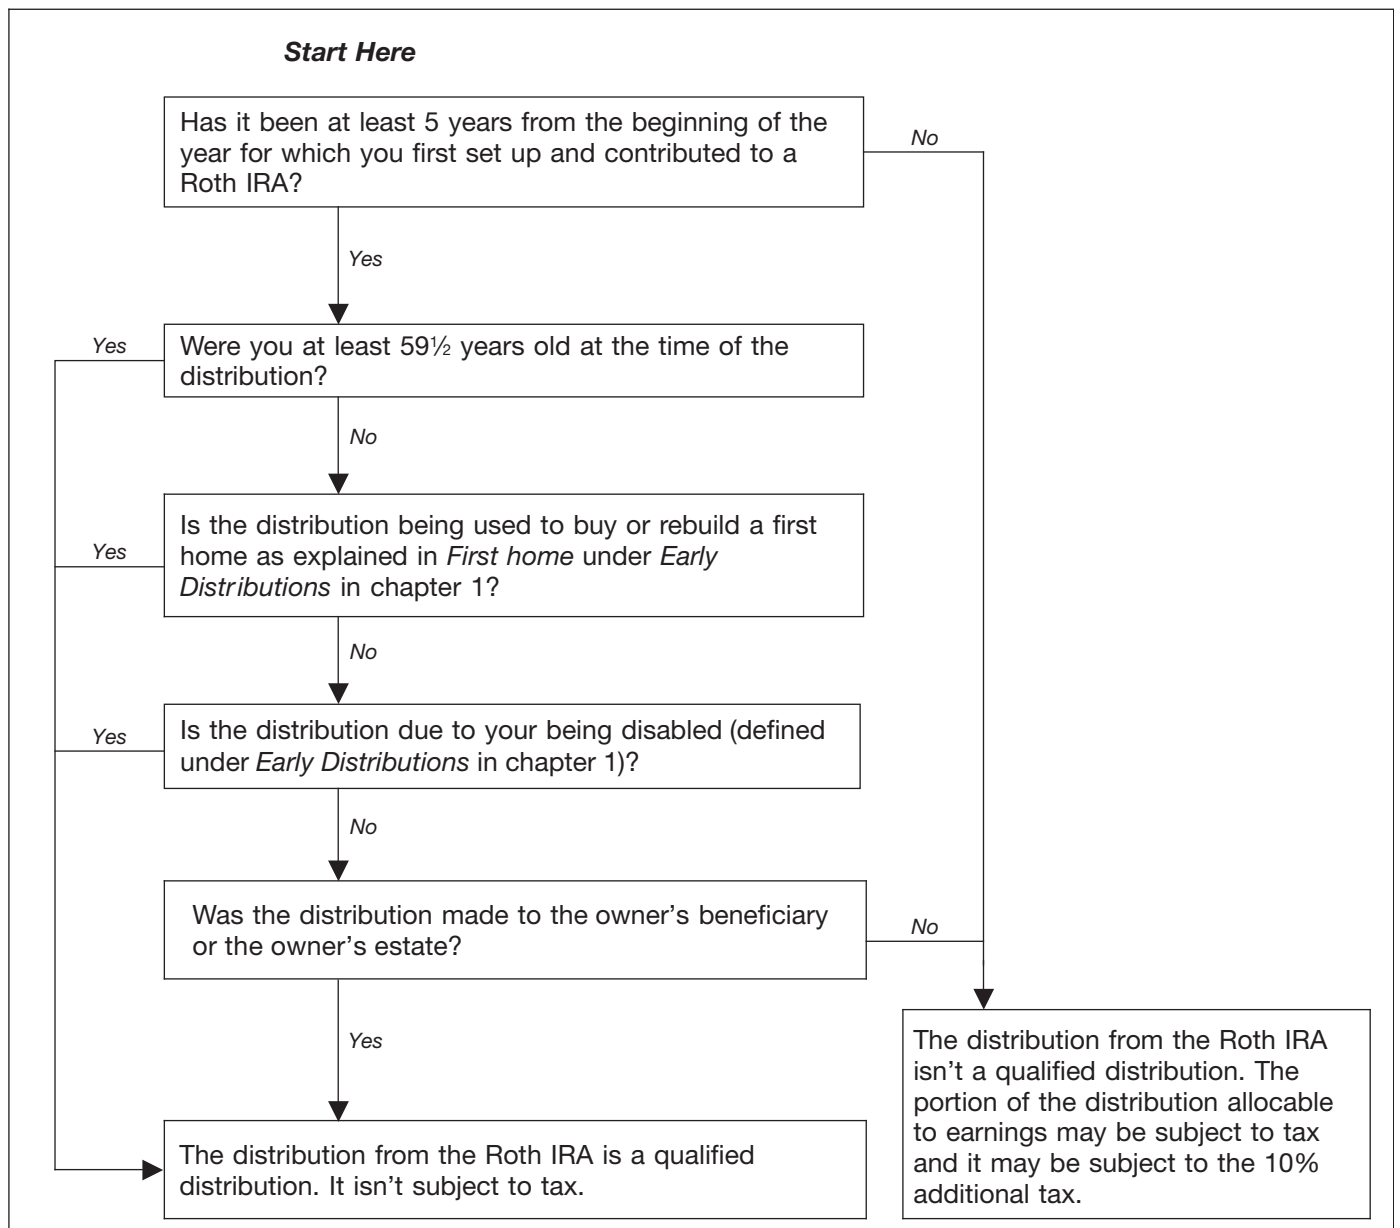 Start Here
Has it been at least 5 years from the beginning of the
year for which you first set up and contributed to a
Roth IRA?
No
Yes
Were you at least 59½ years old at the time of the
distribution?
Yes
No
Is the distribution being used to buy or rebuild a first
home as explained in First home under Early
Distributions in chapter 1?
Yes
No
Is the distribution due to your being disabled (defined
under Early Distributions in chapter 1)?
Yes
No
Was the distribution made to the owner's beneficiary
or the owner's estate?
No
Yes
The distribution from the Roth IRA is a qualified
distribution. It isn't subject to tax.
The distribution from the Roth IRA
isn't a qualified distribution. The
portion of the distribution allocable
to earnings may be subject to tax
and it may be subject to the 10%
additional tax.